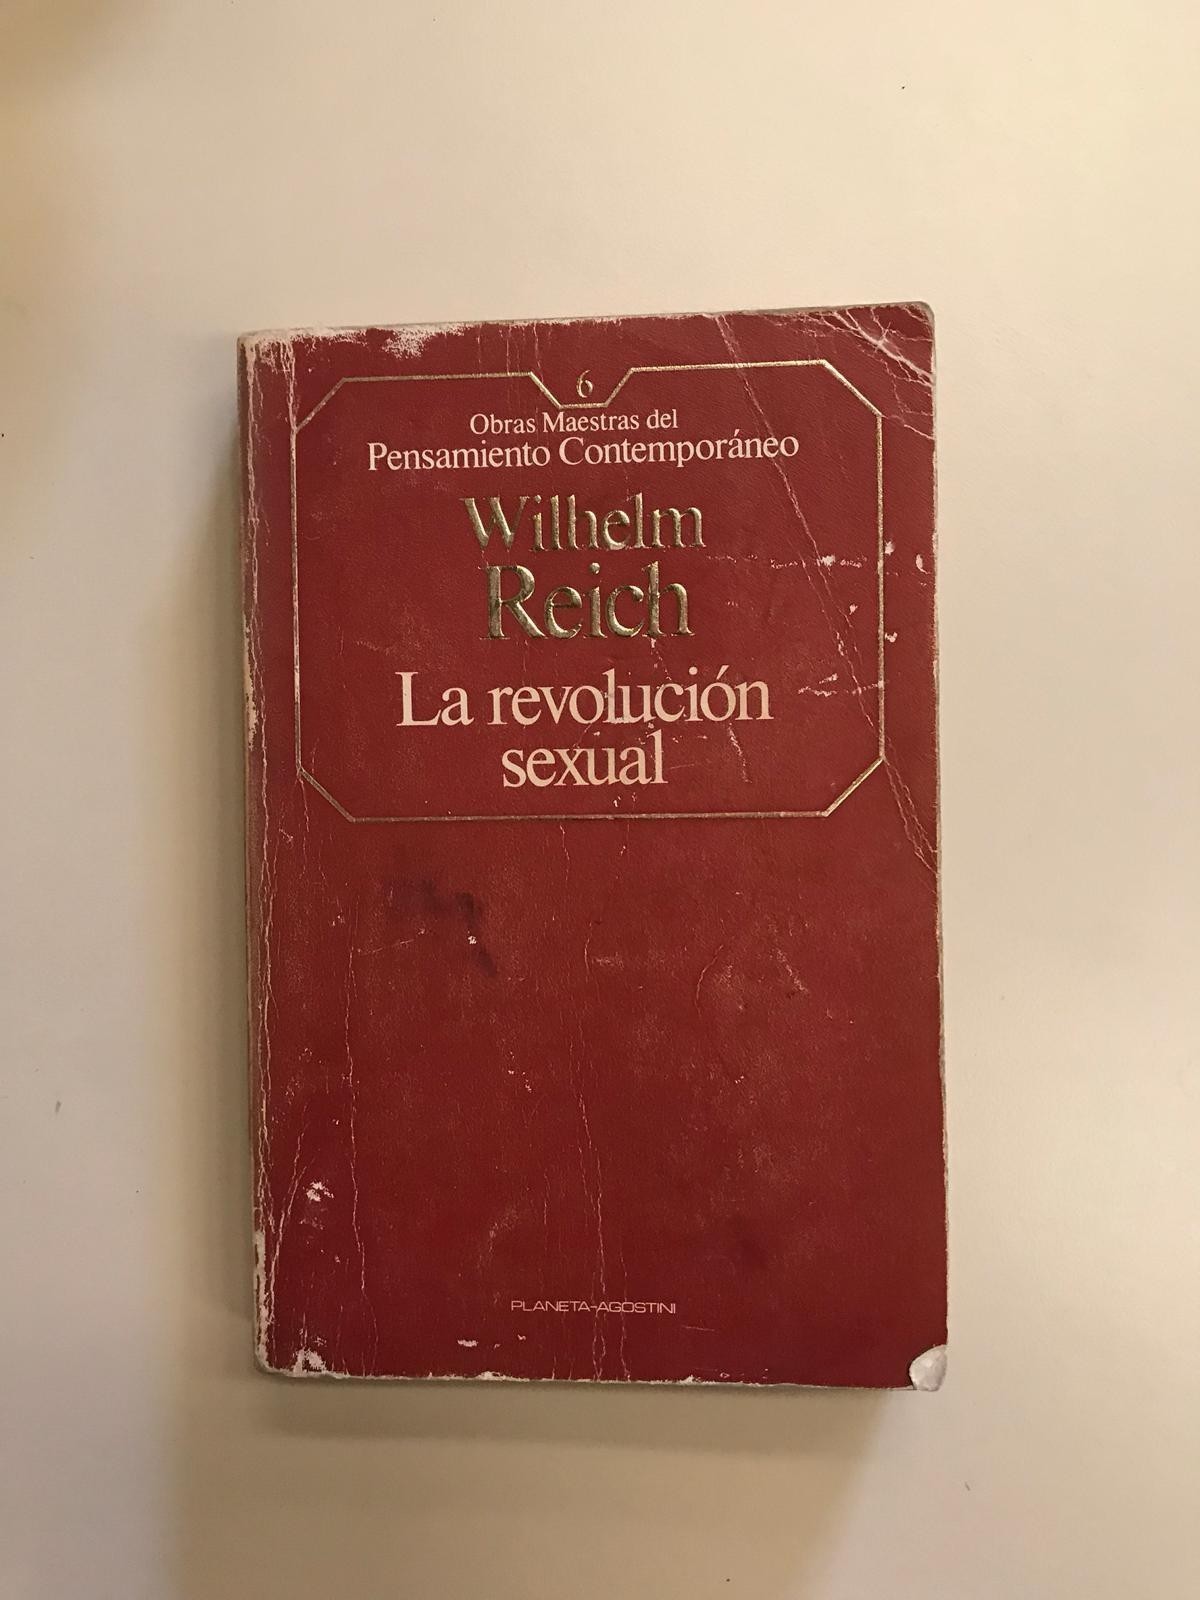 6
Obras Maestras del
Pensamiento Contemporáneo
Wilhelm
Reich
La revolución
sexual
PLANETA-AGOSTINI